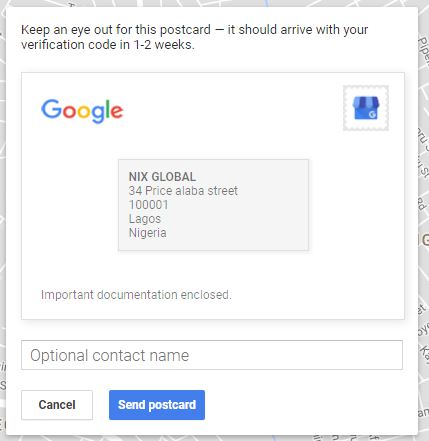 Keep an eye out for this postcard — it should arrive with your
verification code in 1-2 weeks.
Google
G
NIX GLOBAL
34 Price alaba street
100001
Lagos
Nigeria
Important documentation enclosed.
Optional contact name
Cancel
Send postcard